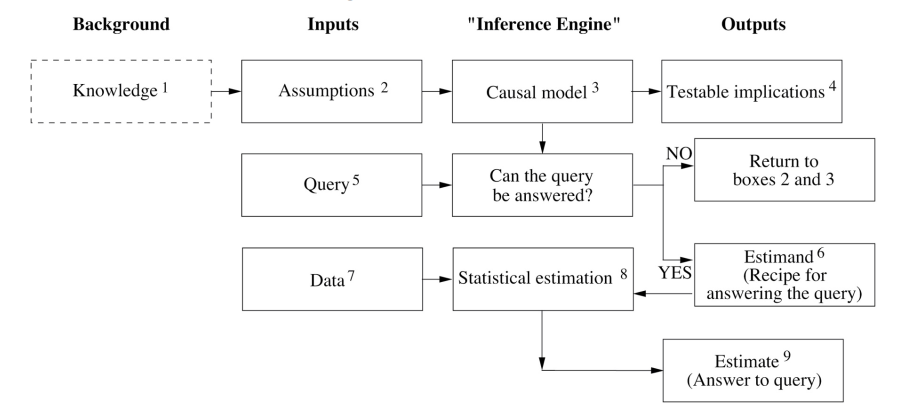 Background Inputs "Inference Engine" Outputs
Knowledge 1 Assumptions 2 Causal model 3 Testable implications 4
Query 5
Can the query
be answered?
NO
Return to
boxes 2 and 3
Data 7
Statistical estimation 8
YES
Estimand 6
(Recipe for
answering the query)
Estimate 9
(Answer to query)